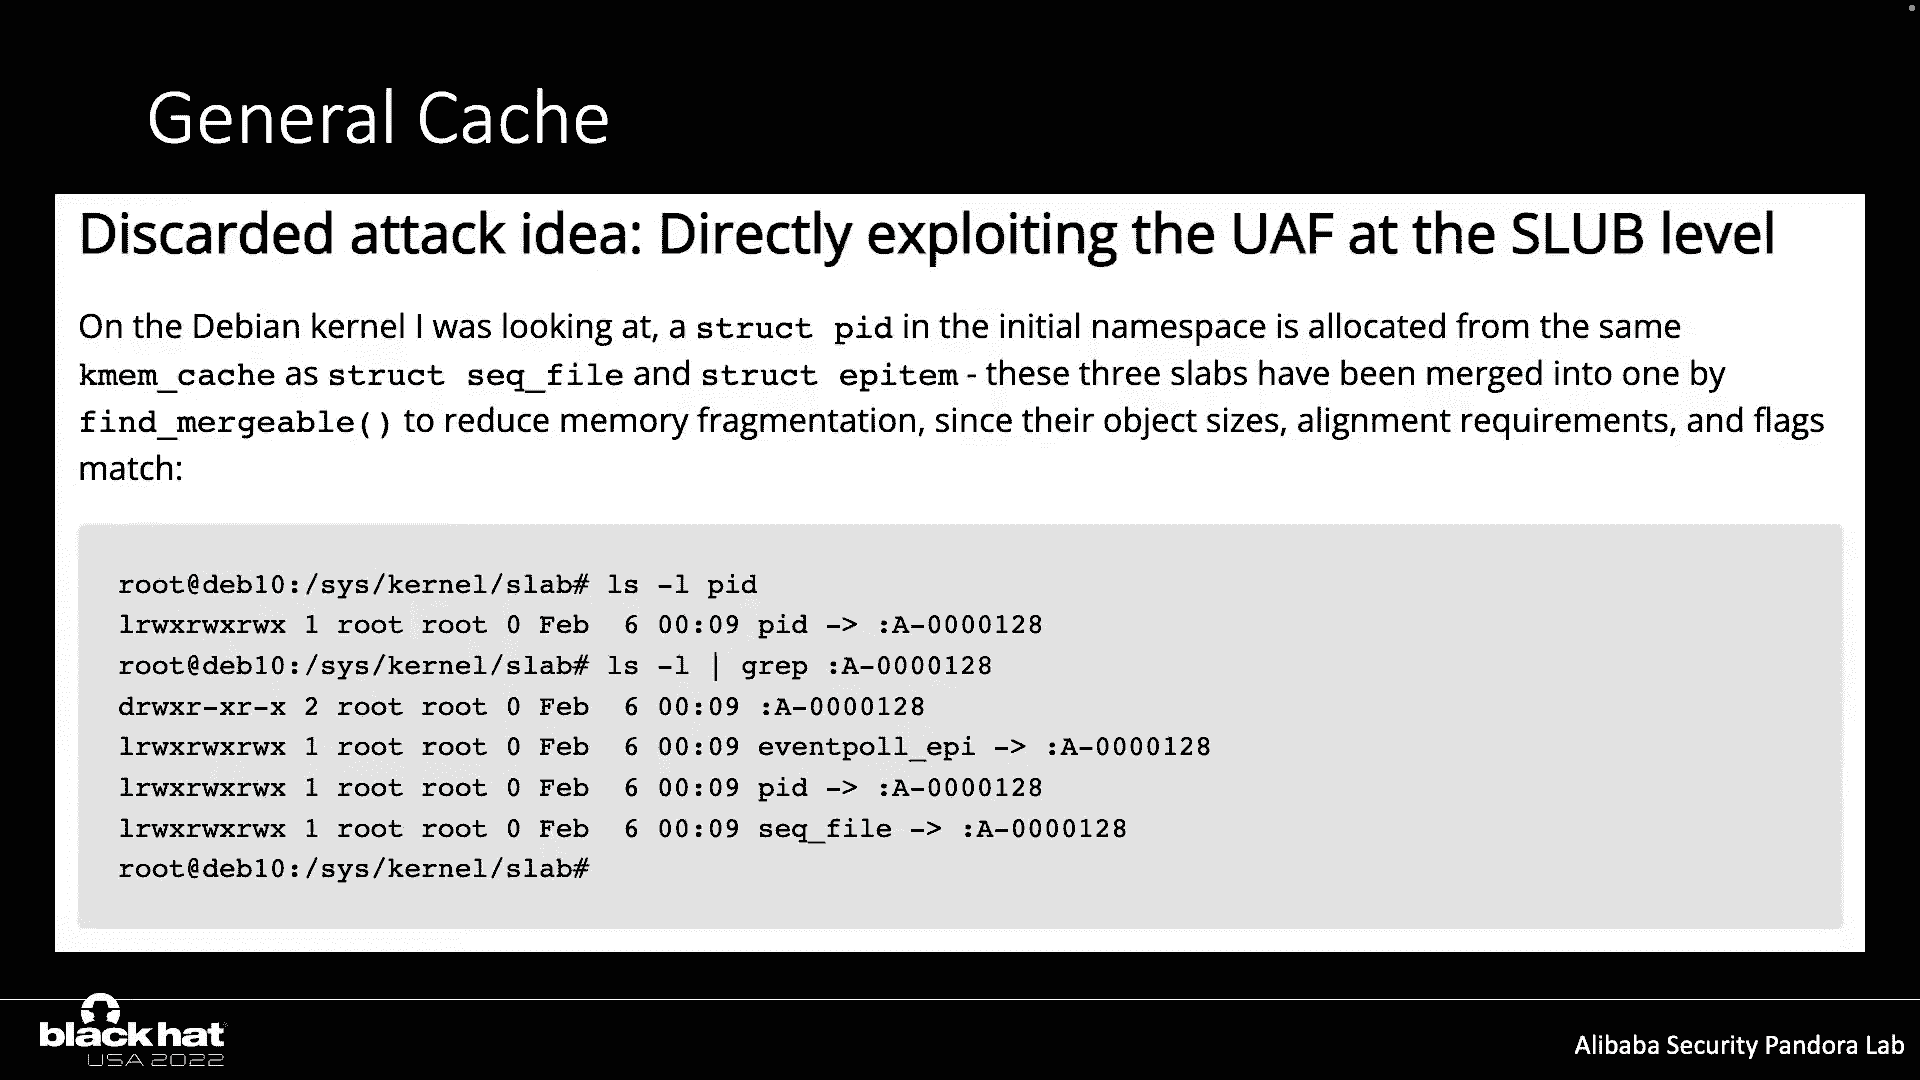 General Cache
Discarded attack idea: Directly exploiting the UAF at the SLUB level
On the Debian kernel I was looking at, a struct pid in the initial namespace is allocated from the same
kmem_cache as struct seq_file and struct epitem - these three slabs have been merged into one by
find_mergeable() to reduce memory fragmentation, since their object sizes, alignment requirements, and flags
match:
root@deb10:/sys/kernel/slab# ls -l pid
lrwxrwxrwx 1 root root 0 Feb  6 00:09 pid -> :A-0000128
root@deb10:/sys/kernel/slab# ls -l | grep :A-0000128
drwxr-xr-x 2 root root 0 Feb  6 00:09 :A-0000128
lrwxrwxrwx 1 root root 0 Feb  6 00:09 eventpoll_epi -> :A-0000128
lrwxrwxrwx 1 root root 0 Feb  6 00:09 pid -> :A-0000128
lrwxrwxrwx 1 root root 0 Feb  6 00:09 seq_file -> :A-0000128
root@deb10:/sys/kernel/slab#
black hat
USA 2022
Alibaba Security Pandora Lab